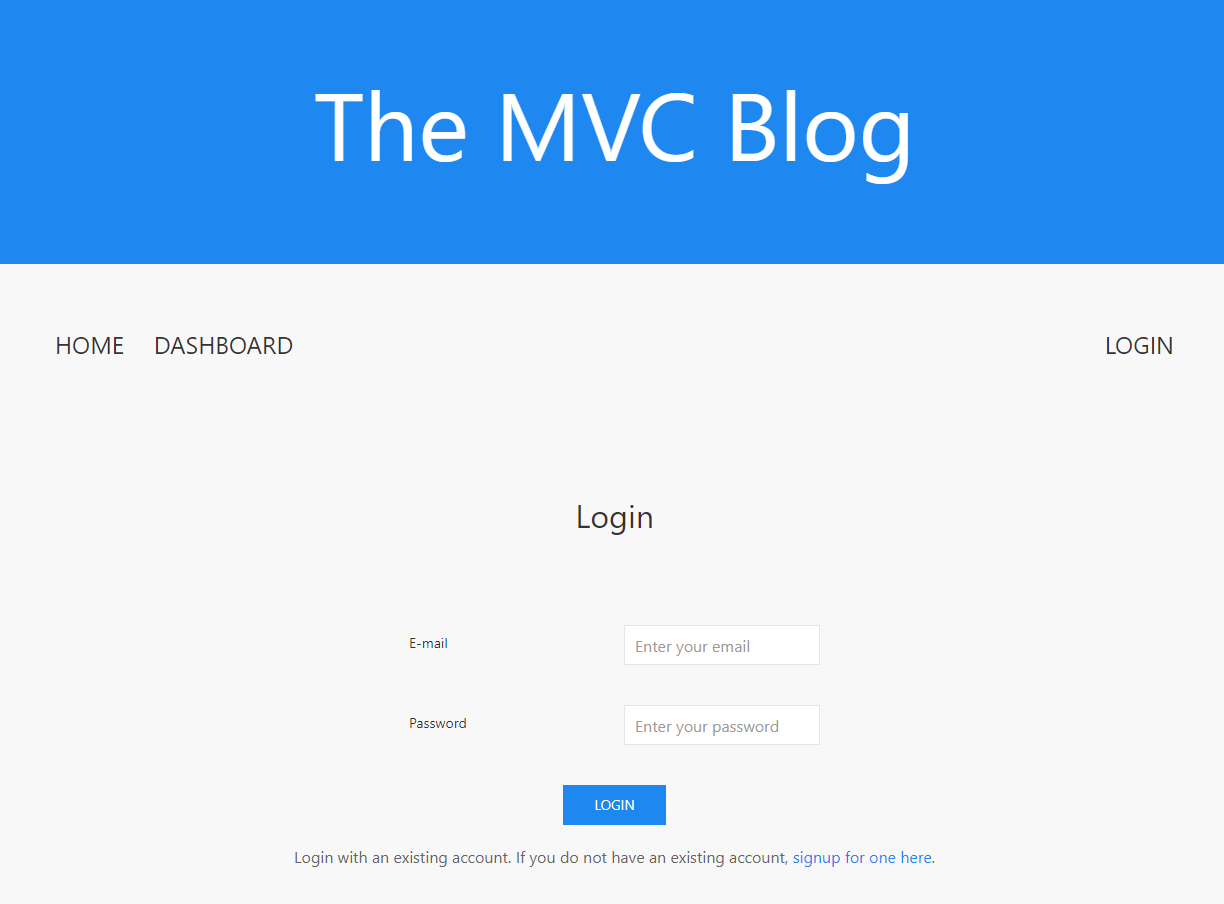 The MVC Blog
HOME DASHBOARD LOGIN
Login
E-mail Enter your email
Password Enter your password
LOGIN
Login with an existing account. If you do not have an existing account, signup for one here.